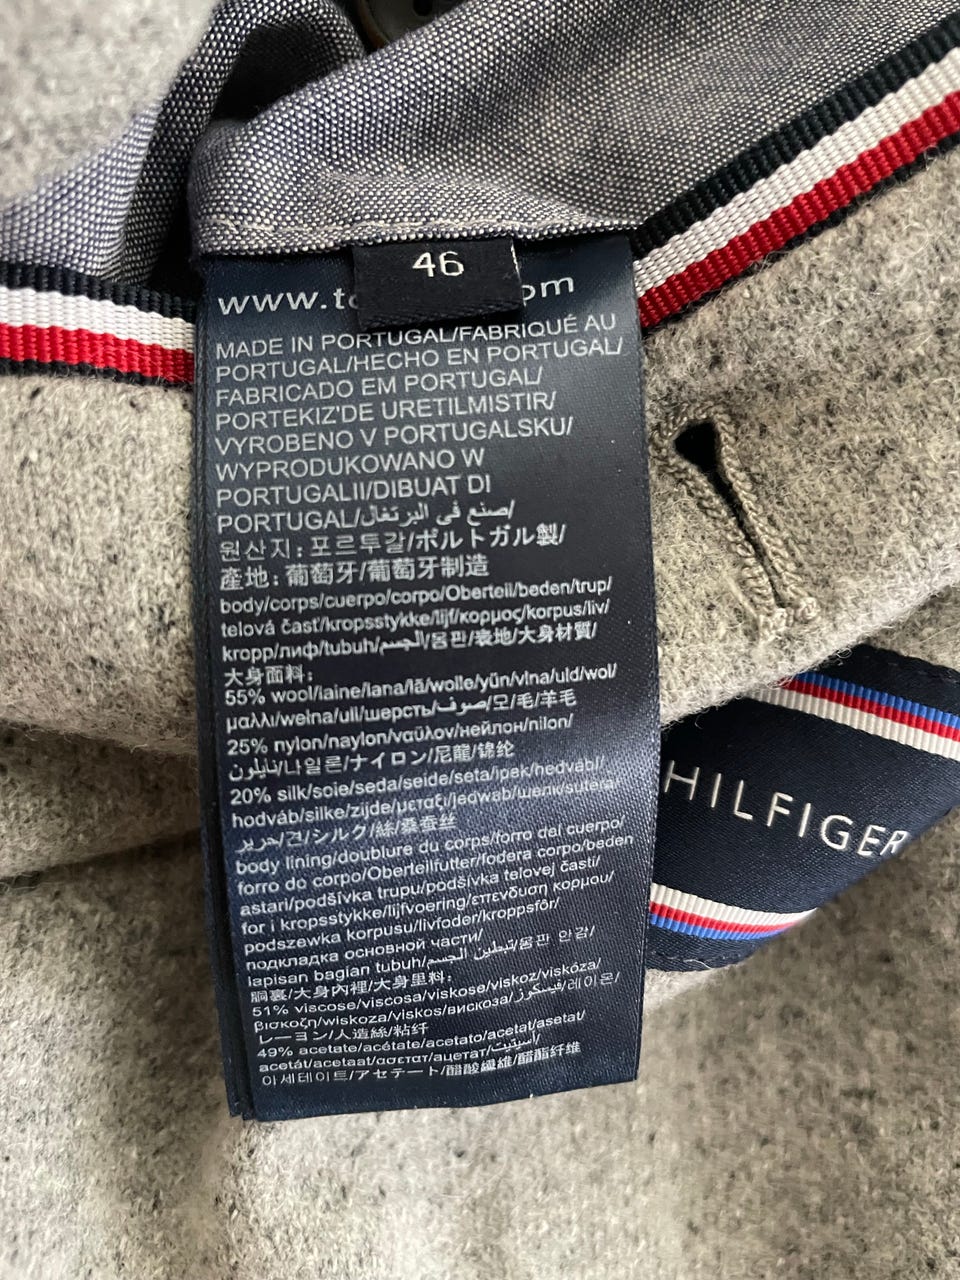 46
www.t
om
MADE IN PORTUGAL/FABRIQUÉ AU
PORTUGAL/HECHO EN PORTUGAL/
FABRICADO EM PORTUGAL/
PORTEKIZ'DE URETILMISTIR/
VYROBENO V PORTUGALSKU/
WYPRODUKOWANO W
PORTUGALII/DIBUAT DI
PORTUGAL/صنع في البرتغال/
원산지: 포르투갈/ポルトガル製/
產地: 葡萄牙/葡萄牙制造
body/corps/cuerpo/corpo/Oberteil/beden/trup/
telová časť/kropsstykke/lijf/κορμος/korpus/liv/
kropp/лиф/tubuh/الجسم/몸판/表地/大身材質/
大身面料:
55% wool/laine/lana/lã/wolle/yün/vlna/uld/wol/
μαλλι/wełna/ull/шерсть/صوف/모/毛/羊毛
25% nylon/naylon/ναϋλον/нейлон/nilon/
نايلون/나일론/ナイロン/尼龍/锦纶
20% silk/soie/seda/seide/seta/ipek/hedvábí/
hodváb/silke/zijde/μεταξι/jedwab/шелк/sutera/
حرير/견/シルク/絲/桑蚕丝
body lining/doublure du corps/forro del cuerpo/
forro do corpo/Oberteilfutter/fodera corpo/beden
astari/podšívka trupu/podšívka telovej časti/
for i kropsstykke/lijfvoering/επενδυση κορμου/
podszewka korpusu/livfoder/kroppsfôr/
подкладка основной части/
lapisan bagian tubuh/تبطين الجسم/몸판 안감/
胴裏/大身內裡/大身里料:
51% viscose/viscosa/viskose/viskoz/viskóza/
βισκοζη/wiskoza/viskos/вискоза/فيسكوز/레이온/
レーヨン/人造絲/粘纤
49% acetate/acétate/acetato/acetat/asetat/
acetát/acetaat/ασετατ/ацетат/أسيتيت/
아세테이트/アセテート/醋酸纖維/醋酯纤维
HILFIGER